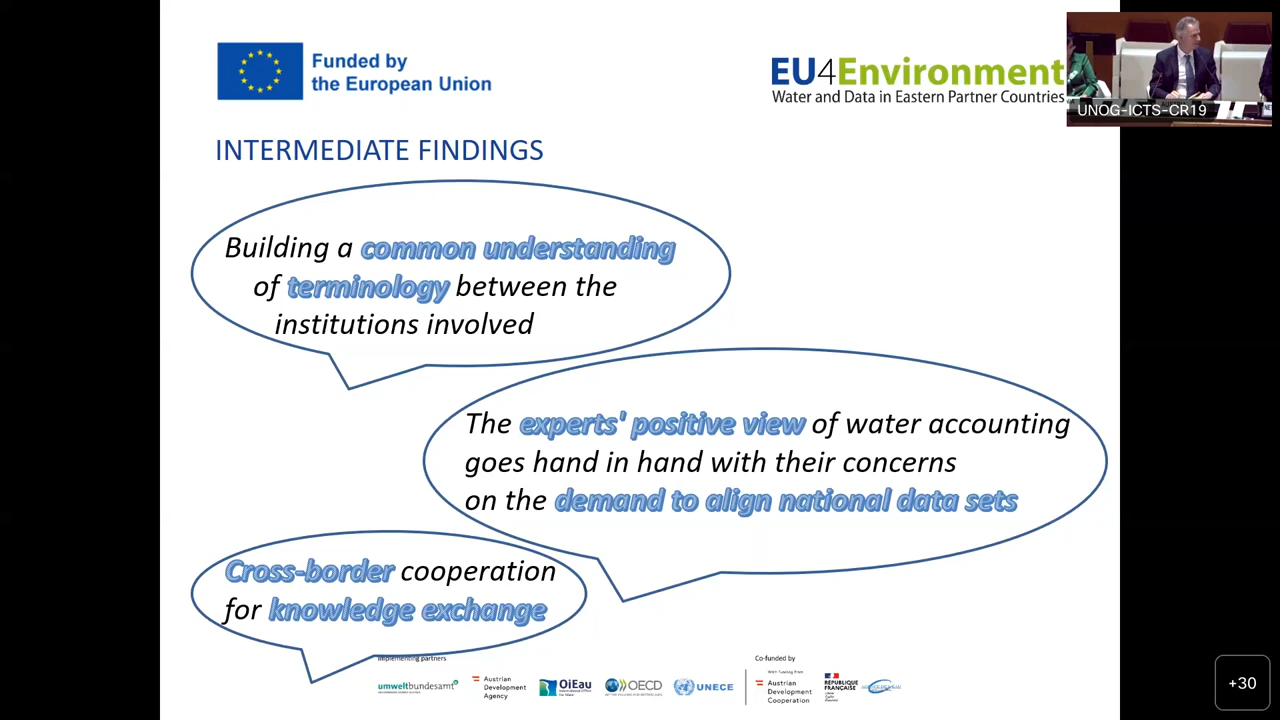 Funded by
the European Union
EU4Environment
Water and Data in Eastern Partner Countries
UNOG-ICTS-CR19
INTERMEDIATE FINDINGS
Building a common understanding
of terminology between the
institutions involved
The experts' positive view of water accounting
goes hand in hand with their concerns
on the demand to align national data sets
Cross-border cooperation
for knowledge exchange
Implementing partners
Co-funded by
umweltbundesamt
Austrian
Development
Agency
OiEau
OECD
UNECE
With funding from
Austrian
Development
Cooperation
RÉPUBLIQUE
FRANÇAISE
+30